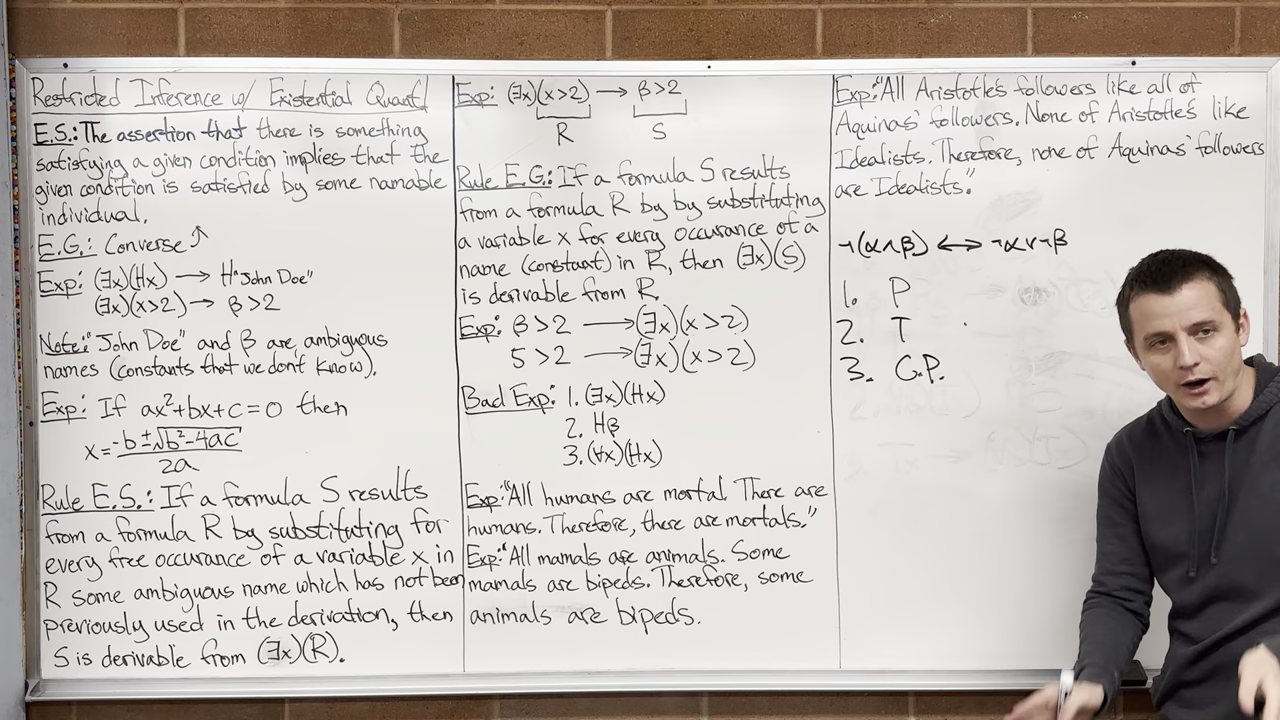 Restricted Inference w/ Existential Quant.
E.S.: The assertion that there is something
satisfying a given condition implies that the
given condition is satisfied by some namable
individual.
E.G.: Converse ↑
Exp: (∃x)(Hx) → H"John Doe"
(∃x)(x>2) → β>2
Note: "John Doe" and β are ambiguous
names (constants that we don't know).
Exp: If ax²+bx+c=0 then
x = -b±√b²-4ac
2a
Rule E.S.: If a formula S results
from a formula R by substituting for
every free occurance of a variable x in
R some ambiguous name which has not been
previously used in the derivation, then
S is derivable from (∃x)(R).
Exp: (∃x)(x>2) → β>2
R S
Rule E.G.: If a formula S results
from a formula R by by substituting
a variable x for every occurance of a
name (constant) in R, then (∃x)(S)
is derivable from R
Exp: β>2 → (∃x)(x>2)
5>2 → (∃x)(x>2)
Bad Exp: 1. (∃x)(Hx)
2. Hβ
3. (∀x)(Hx)
Exp: "All humans are mortal. There are
humans. Therefore, there are mortals."
Exp: "All mamals are animals. Some
mamals are bipeds. Therefore, some
animals are bipeds.
Exp: "All Aristotle's followers like all of
Aquinas' followers. None of Aristotle's like
Idealists. Therefore, none of Aquinas' followers
are Idealists."
¬(α∧β) ↔ ¬α∨¬β
1. P
2. T
3. C.P.